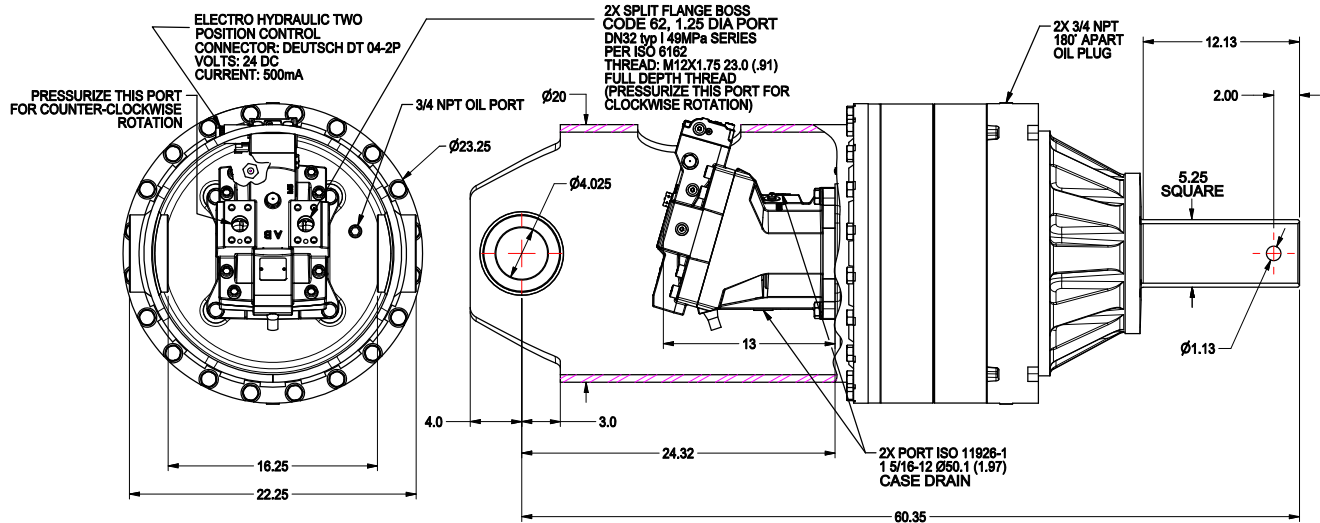 ELECTRO HYDRAULIC TWO
POSITION CONTROL
CONNECTOR: DEUTSCH DT 04-2P
VOLTS: 24 DC
CURRENT: 500mA
PRESSURIZE THIS PORT
FOR COUNTER-CLOCKWISE
ROTATION
3/4 NPT OIL PORT
Ø23.25
A B
16.25
22.25
2X SPLIT FLANGE BOSS
CODE 62, 1.25 DIA PORT
DN32 typ I 49MPa SERIES
PER ISO 6162
THREAD: M12X1.75 23.0 (.91)
FULL DEPTH THREAD
(PRESSURIZE THIS PORT FOR
CLOCKWISE ROTATION)
Ø20
Ø4.025
13
4.0
3.0
24.32
60.35
2X PORT ISO 11926-1
1 5/16-12 Ø50.1 (1.97)
CASE DRAIN
2X 3/4 NPT
180° APART
OIL PLUG
12.13
2.00
5.25
SQUARE
Ø1.13